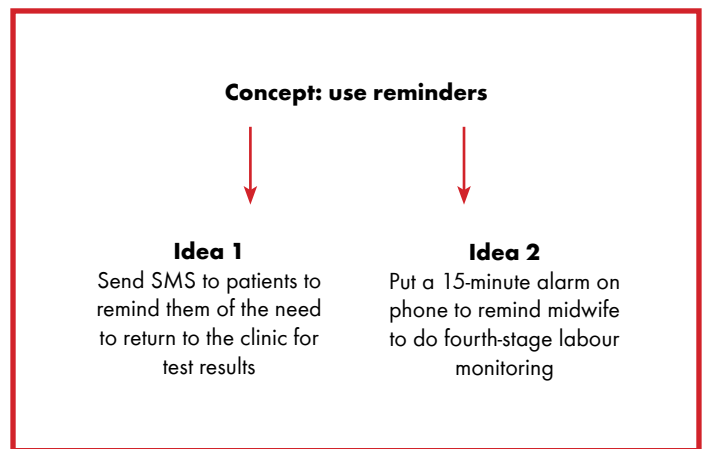 Concept: use reminders
Idea 1
Send SMS to patients to
remind them of the need
to return to the clinic for
test results
Idea 2
Put a 15-minute alarm on
phone to remind midwife
to do fourth-stage labour
monitoring